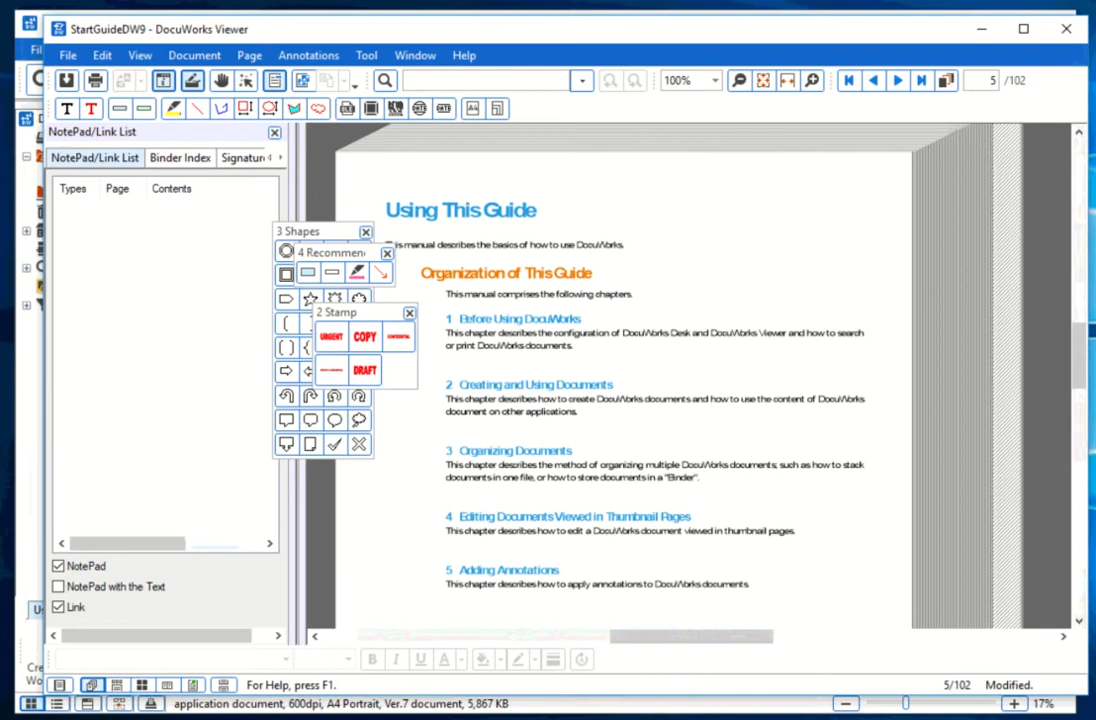 StartGuideDW9 - DocuWorks Viewer
Fil
File Edit View Document Page Annotations Tool Window Help
100% 5 /102
T T
A4
NotePad/Link List
NotePad/Link List Binder Index Signatur
Types Page Contents
Using This Guide
3 Shapes
is manual describes the basics of how to use DocuWorks.
4 Recommen
Organization of This Guide
This manual comprises the following chapters.
2 Stamp
1 Before Using DocuWorks
This chapter describes the configuration of DocuWorks Desk and DocuWorks Viewer and how to search
or print DocuWorks documents.
URGENT COPY CONFIDENTIAL
DRAFT
2 Creating and Using Documents
This chapter describes how to create DocuWorks documents and how to use the content of DocuWorks
document on other applications.
3 Organizing Documents
This chapter describes the method of organizing multiple DocuWorks documents; such as how to stack
documents in one file, or how to store documents in a "Binder".
4 Editing Documents Viewed in Thumbnail Pages
This chapter describes how to edit a DocuWorks document viewed in thumbnail pages.
5 Adding Annotations
This chapter describes how to apply annotations to DocuWorks documents.
NotePad
NotePad with the Text
Link
Us
B I U A
Cre
Wo
For Help, press F1. 5/102 Modified.
application document, 600dpi, A4 Portrait, Ver.7 document, 5,867 KB 17%